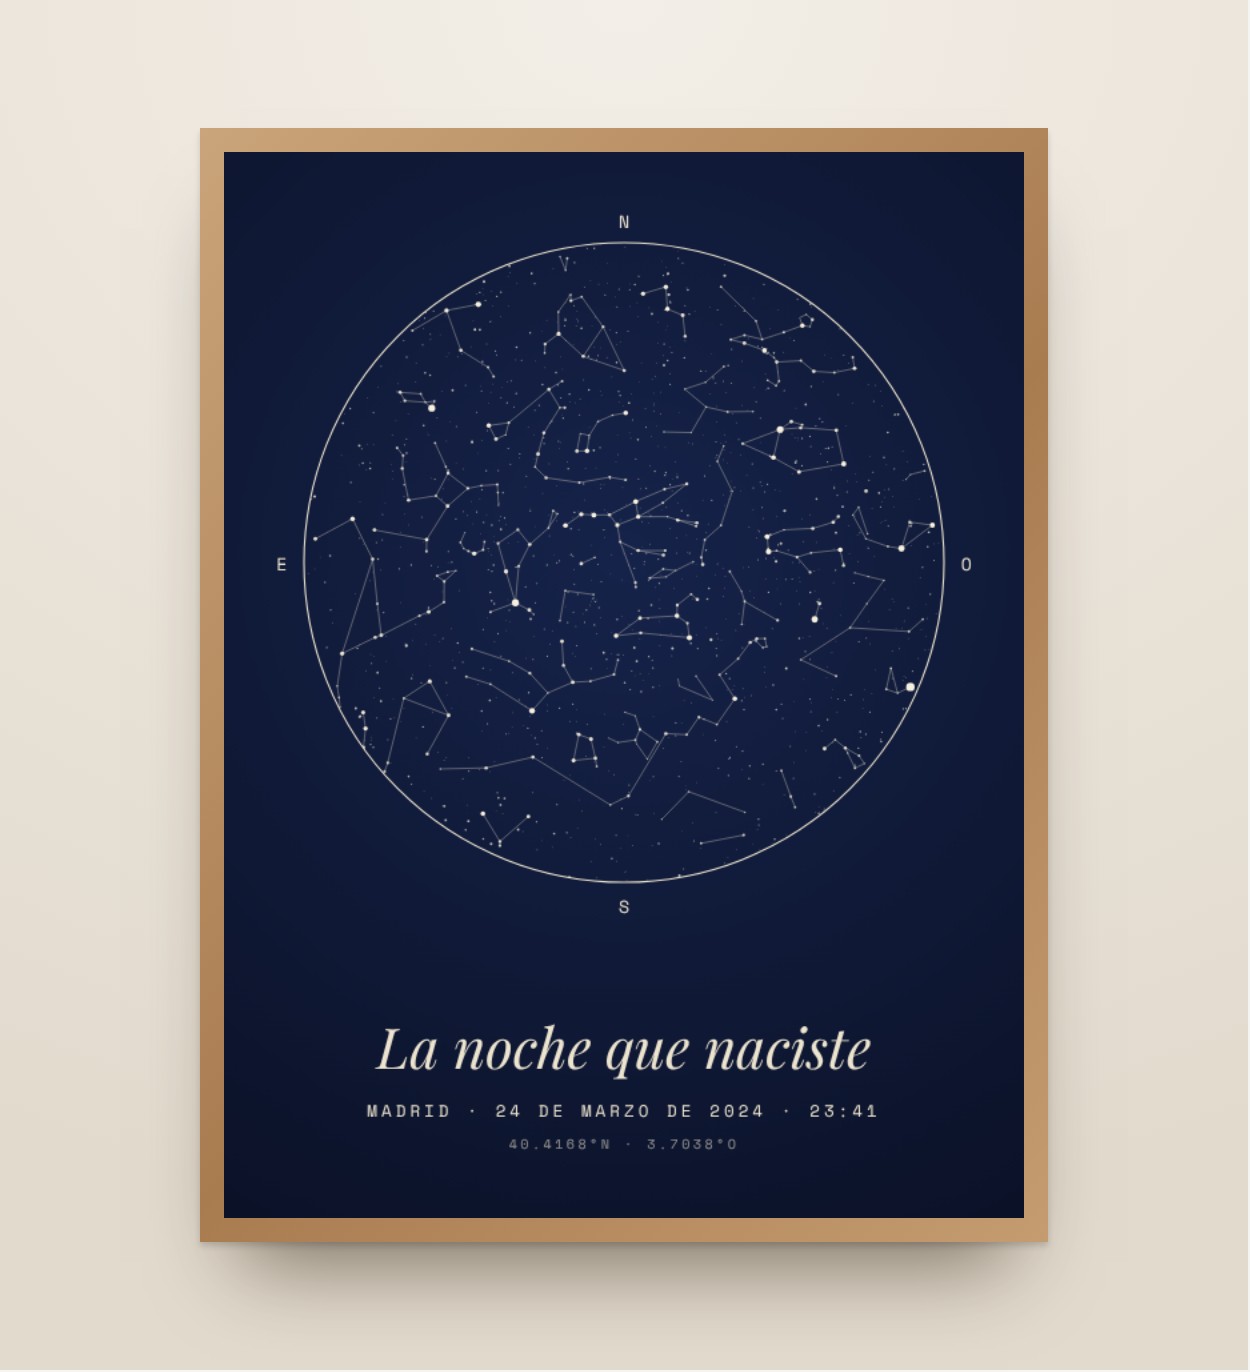 N
E
O
S
La noche que naciste
MADRID · 24 DE MARZO DE 2024 · 23:41
40.4168°N · 3.7038°O